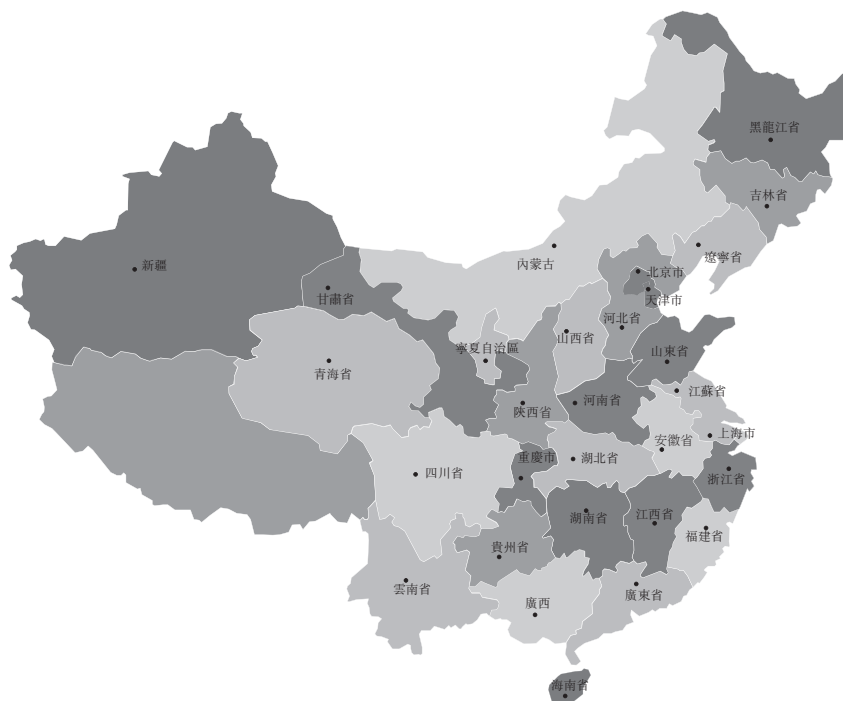 黑龍江省
吉林省
遼寧省
內蒙古
新疆
北京市
甘肅省
天津市
河北省
山西省
寧夏自治區
山東省
青海省
江蘇省
河南省
陝西省
上海市
安徽省
重慶市
湖北省
四川省
浙江省
江西省
湖南省
福建省
貴州省
雲南省
廣東省
廣西
海南省